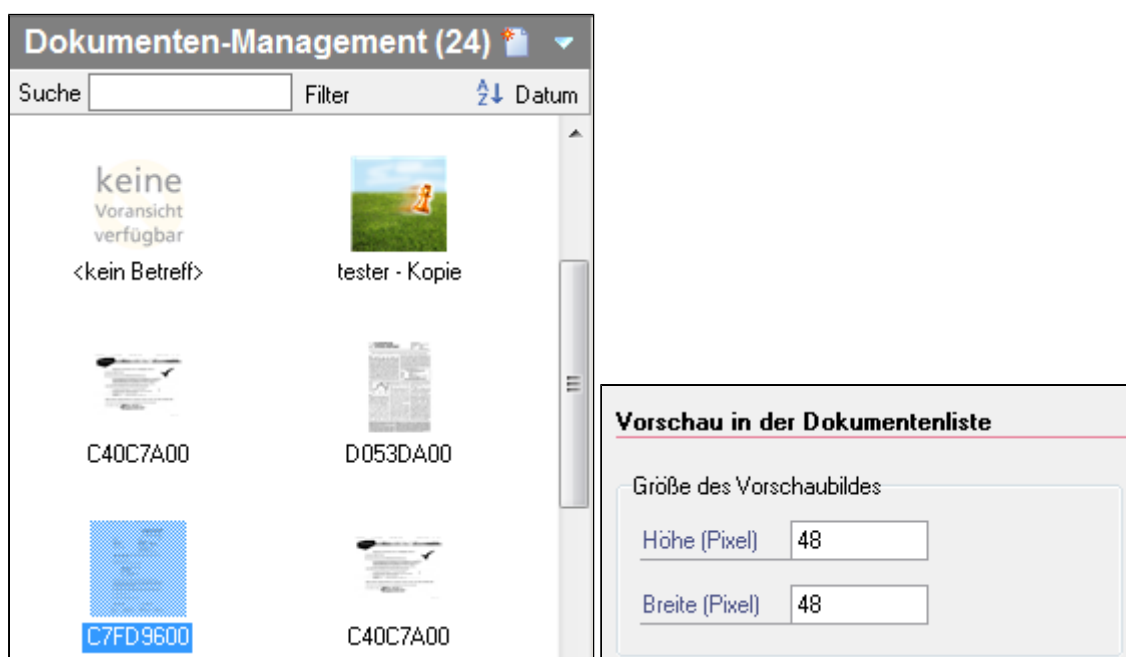 Dokumenten-Management (24)
Suche Filter Datum
keine
Voransicht
verfügbar
<kein Betreff> tester - Kopie
C40C7A00 D053DA00
C7FD9600 C40C7A00
Vorschau in der Dokumentenliste
Größe des Vorschaubildes
Höhe (Pixel) 48
Breite (Pixel) 48